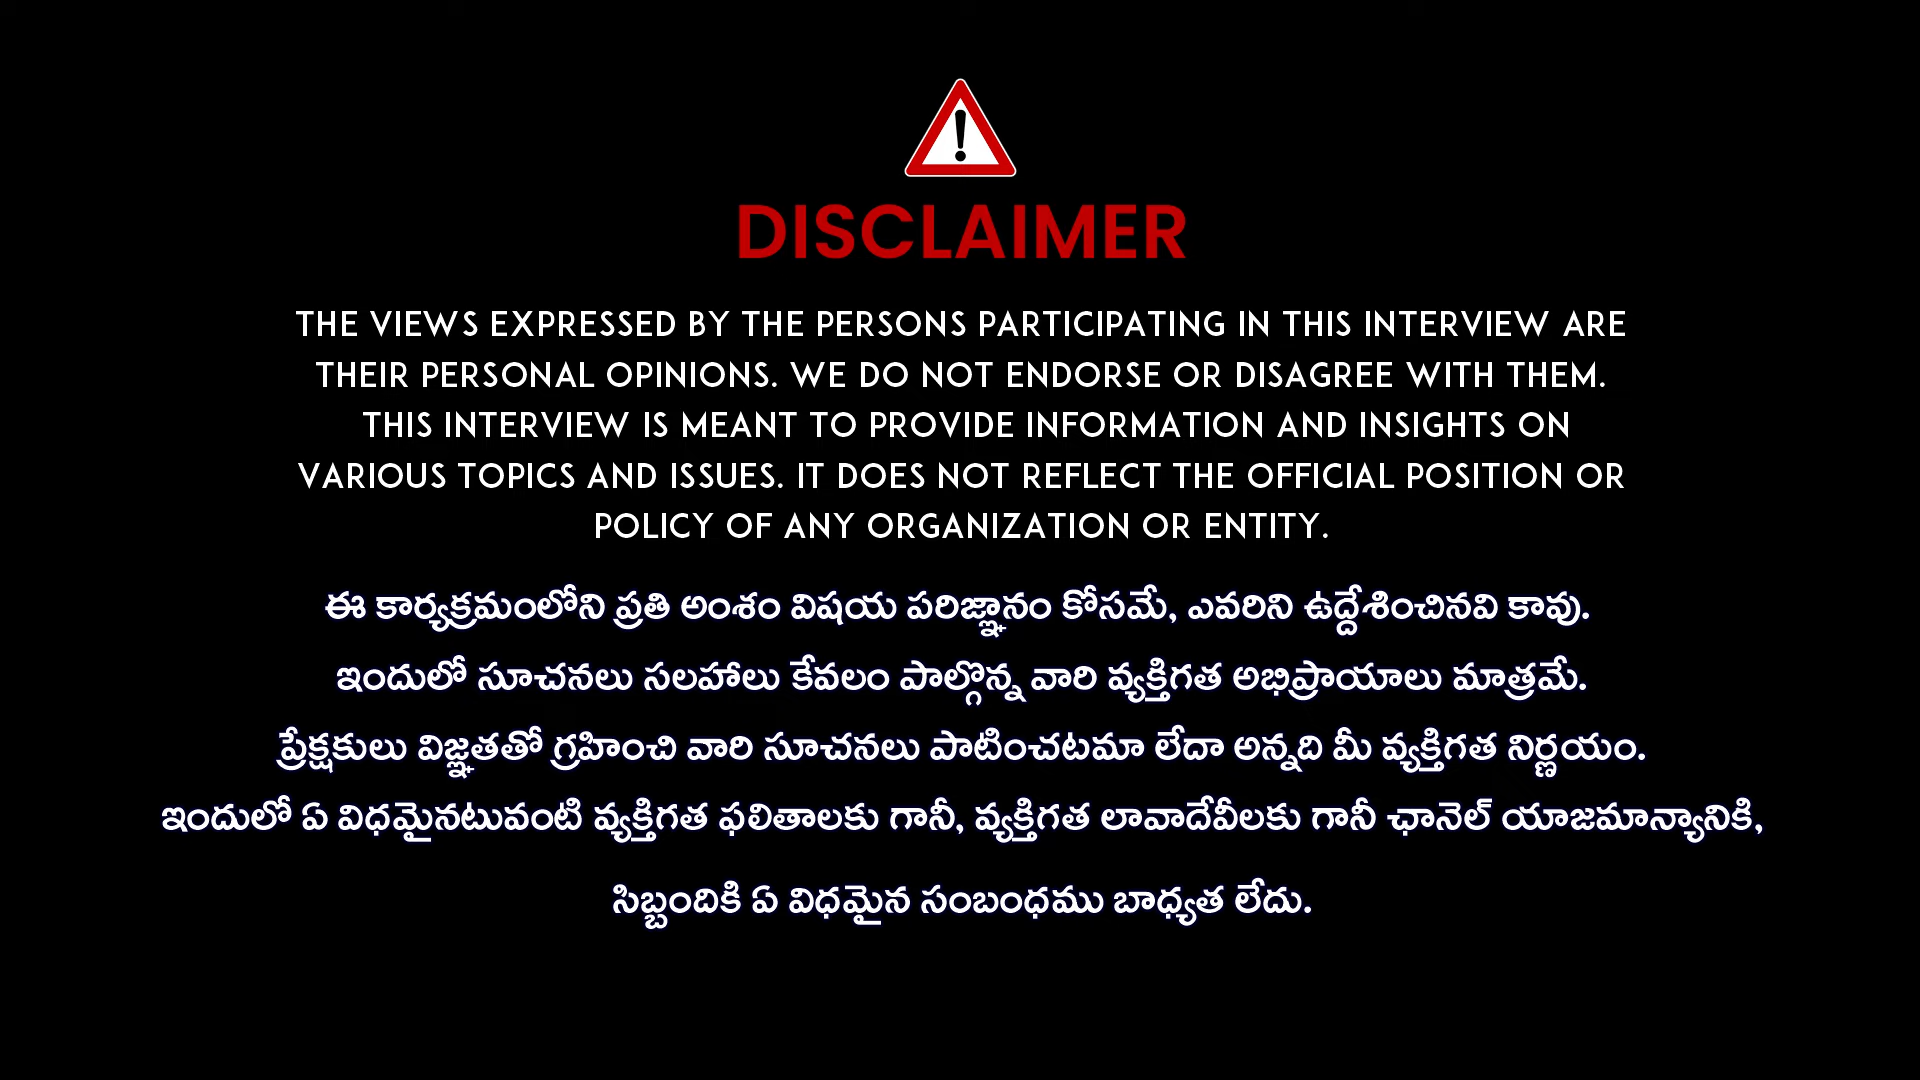 DISCLAIMER
THE VIEWS EXPRESSED BY THE PERSONS PARTICIPATING IN THIS INTERVIEW ARE
THEIR PERSONAL OPINIONS. WE DO NOT ENDORSE OR DISAGREE WITH THEM.
THIS INTERVIEW IS MEANT TO PROVIDE INFORMATION AND INSIGHTS ON
VARIOUS TOPICS AND ISSUES. IT DOES NOT REFLECT THE OFFICIAL POSITION OR
POLICY OF ANY ORGANIZATION OR ENTITY.
ఈ కార్యక్రమంలోని ప్రతి అంశం విషయ పరిజ్ఞానం కోసమే, ఎవరిని ఉద్దేశించినవి కావు.
ఇందులో సూచనలు సలహాలు కేవలం పాల్గొన్న వారి వ్యక్తిగత అభిప్రాయాలు మాత్రమే.
ప్రేక్షకులు విజ్ఞతతో గ్రహించి వారి సూచనలు పాటించటమా లేదా అన్నది మీ వ్యక్తిగత నిర్ణయం.
ఇందులో ఏ విధమైనటువంటి వ్యక్తిగత ఫలితాలకు గానీ, వ్యక్తిగత లావాదేవీలకు గానీ ఛానెల్ యాజమాన్యానికి,
సిబ్బందికి ఏ విధమైన సంబంధము బాధ్యత లేదు.